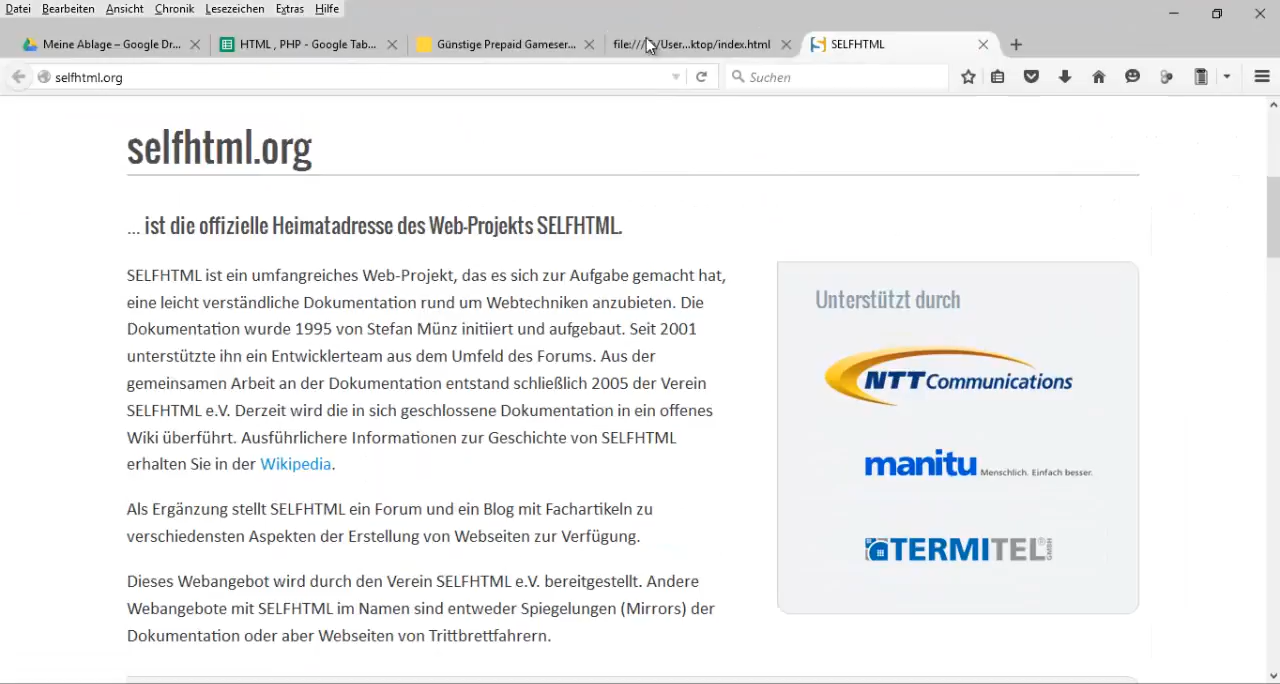 Datei Bearbeiten Ansicht Chronik Lesezeichen Extras Hilfe
Meine Ablage – Google Dr... HTML , PHP - Google Tab... Günstige Prepaid Gameser... file:/// /User...ktop/index.html SELFHTML
selfhtml.org Suchen
selfhtml.org
... ist die offizielle Heimatadresse des Web-Projekts SELFHTML.
SELFHTML ist ein umfangreiches Web-Projekt, das es sich zur Aufgabe gemacht hat,
eine leicht verständliche Dokumentation rund um Webtechniken anzubieten. Die
Dokumentation wurde 1995 von Stefan Münz initiiert und aufgebaut. Seit 2001
unterstützte ihn ein Entwicklerteam aus dem Umfeld des Forums. Aus der
gemeinsamen Arbeit an der Dokumentation entstand schließlich 2005 der Verein
SELFHTML e.V. Derzeit wird die in sich geschlossene Dokumentation in ein offenes
Wiki überführt. Ausführlichere Informationen zur Geschichte von SELFHTML
erhalten Sie in der Wikipedia.
Als Ergänzung stellt SELFHTML ein Forum und ein Blog mit Fachartikeln zu
verschiedensten Aspekten der Erstellung von Webseiten zur Verfügung.
Dieses Webangebot wird durch den Verein SELFHTML e.V. bereitgestellt. Andere
Webangebote mit SELFHTML im Namen sind entweder Spiegelungen (Mirrors) der
Dokumentation oder aber Webseiten von Trittbrettfahrern.
Unterstützt durch
NTT Communications
manitu Menschlich. Einfach besser.
TERMITEL® GMBH